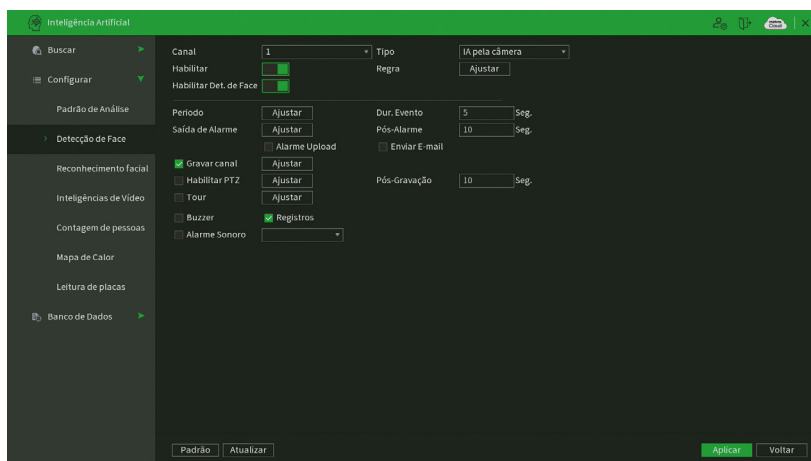 Inteligência Artificial
Buscar
Configurar
Padrão de Análise
Detecção de Face
Reconhecimento facial
Inteligências de Vídeo
Contagem de pessoas
Mapa de Calor
Leitura de placas
Banco de Dados
Canal 1 Tipo IA pela câmera
Habilitar Regra Ajustar
Habilitar Det. de Face
Periodo Ajustar Dur. Evento 5 Seg.
Saída de Alarme Ajustar Pós-Alarme 10 Seg.
Alarme Upload Enviar E-mail
Gravar canal Ajustar
Habilitar PTZ Ajustar Pós-Gravação 10 Seg.
Tour Ajustar
Buzzer Registros
Alarme Sonoro
Padrão Atualizar Aplicar Voltar